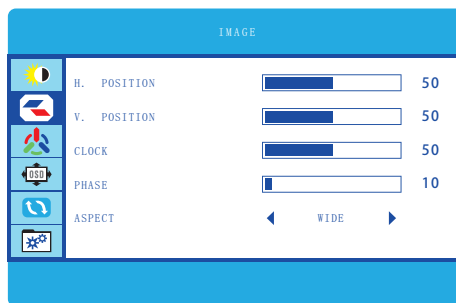 IMAGE
H. POSITION 50
V. POSITION 50
CLOCK 50
PHASE 10
OSD
ASPECT WIDE